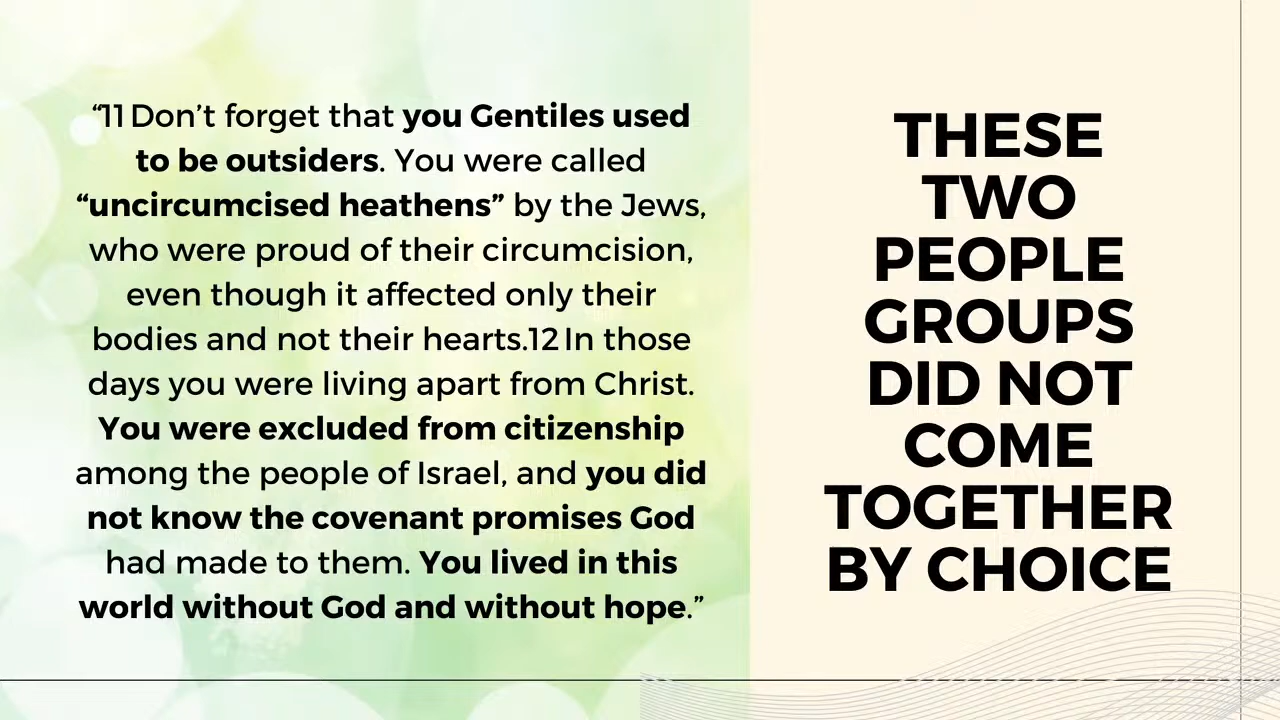 “11 Don’t forget that you Gentiles used
to be outsiders. You were called
“uncircumcised heathens” by the Jews,
who were proud of their circumcision,
even though it affected only their
bodies and not their hearts.12 In those
days you were living apart from Christ.
You were excluded from citizenship
among the people of Israel, and you did
not know the covenant promises God
had made to them. You lived in this
world without God and without hope.”
THESE
TWO
PEOPLE
GROUPS
DID NOT
COME
TOGETHER
BY CHOICE